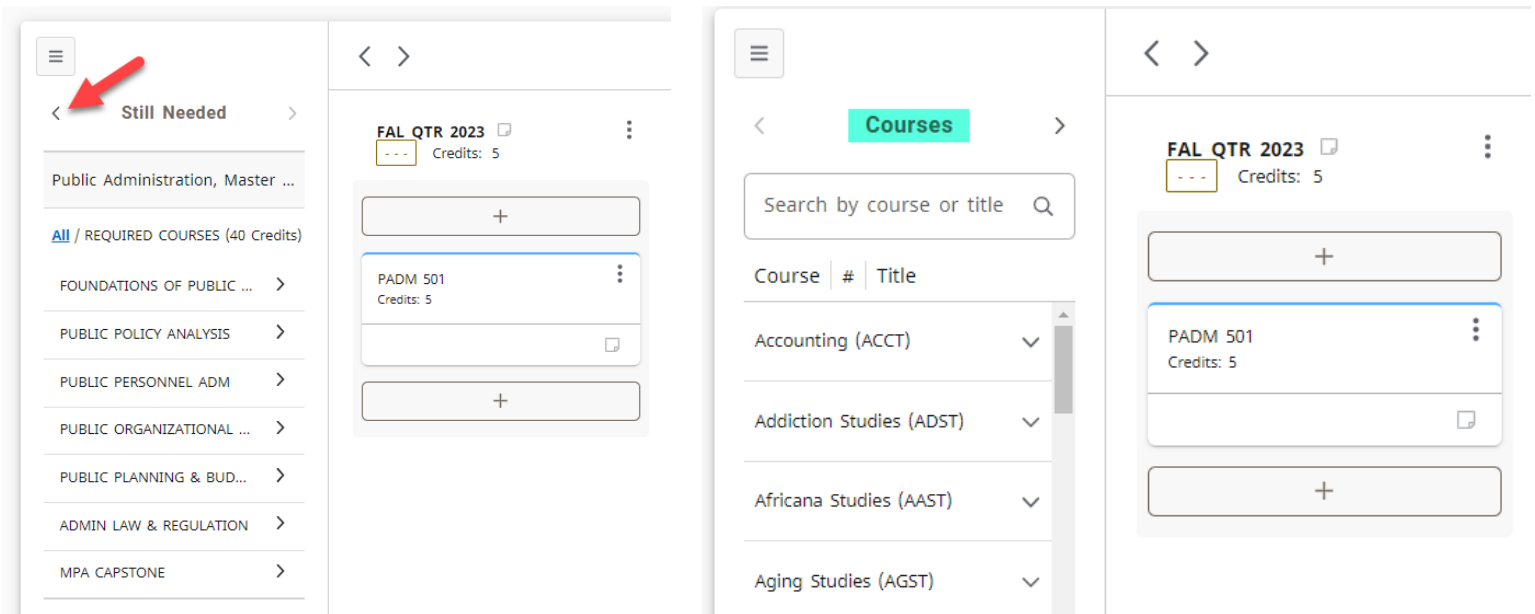 Still Needed
Public Administration, Master ...
All / REQUIRED COURSES (40 Credits)
FOUNDATIONS OF PUBLIC ...
PUBLIC POLICY ANALYSIS
PUBLIC PERSONNEL ADM
PUBLIC ORGANIZATIONAL ...
PUBLIC PLANNING & BUD...
ADMIN LAW & REGULATION
MPA CAPSTONE
FAL QTR 2023
--- Credits: 5
+
PADM 501
Credits: 5
+
Courses
Search by course or title
Course # Title
Accounting (ACCT)
Addiction Studies (ADST)
Africana Studies (AAST)
Aging Studies (AGST)
FAL QTR 2023
--- Credits: 5
+
PADM 501
Credits: 5
+